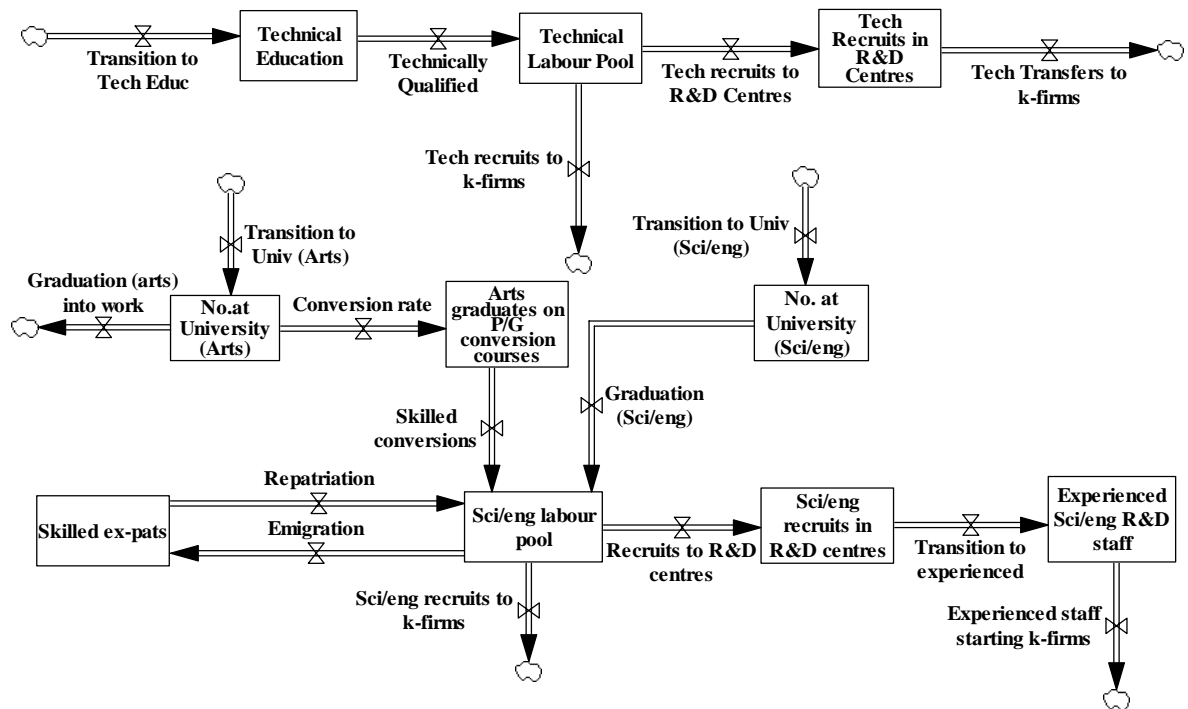 Transition to
Tech Educ
Technical
Education
Technically
Qualified
Technical
Labour Pool
Tech recruits to
R&D Centres
Tech
Recruits in
R&D
Centres
Tech Transfers to
k-firms
Tech recruits to
k-firms
Transition to
Univ (Arts)
Transition to Univ
(Sci/eng)
Graduation (arts)
into work
No.at
University
(Arts)
Conversion rate
Arts
graduates on
P/G
conversion
courses
No. at
University
(Sci/eng)
Skilled
conversions
Graduation
(Sci/eng)
Skilled ex-pats
Repatriation
Emigration
Sci/eng labour
pool
Recruits to R&D
centres
Sci/eng
recruits in
R&D centres
Transition to
experienced
Experienced
Sci/eng R&D
staff
Sci/eng recruits to
k-firms
Experienced staff
starting k-firms